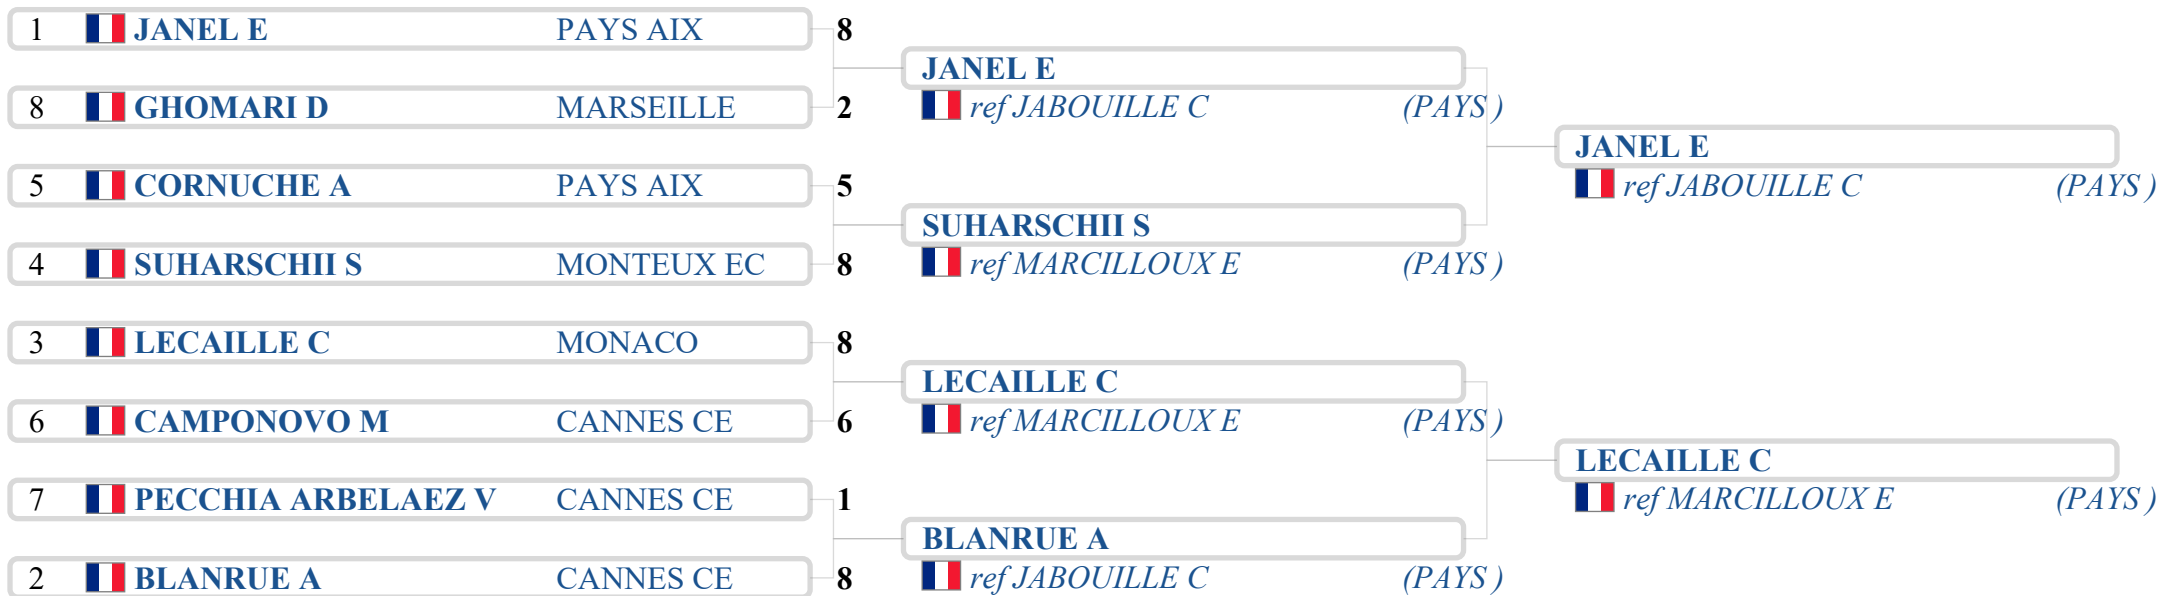 1 JANEL E PAYS AIX 8
JANEL E
8 GHOMARI D MARSEILLE 2
ref JABOUILLE C (PAYS )
JANEL E
5 CORNUCHE A PAYS AIX 5
ref JABOUILLE C (PAYS )
SUHARSCHII S
4 SUHARSCHII S MONTEUX EC 8
ref MARCILLOUX E (PAYS )
3 LECAILLE C MONACO 8
LECAILLE C
6 CAMPONOVO M CANNES CE 6
ref MARCILLOUX E (PAYS )
LECAILLE C
7 PECCHIA ARBELAEZ V CANNES CE 1
ref MARCILLOUX E (PAYS )
BLANRUE A
2 BLANRUE A CANNES CE 8
ref JABOUILLE C (PAYS )